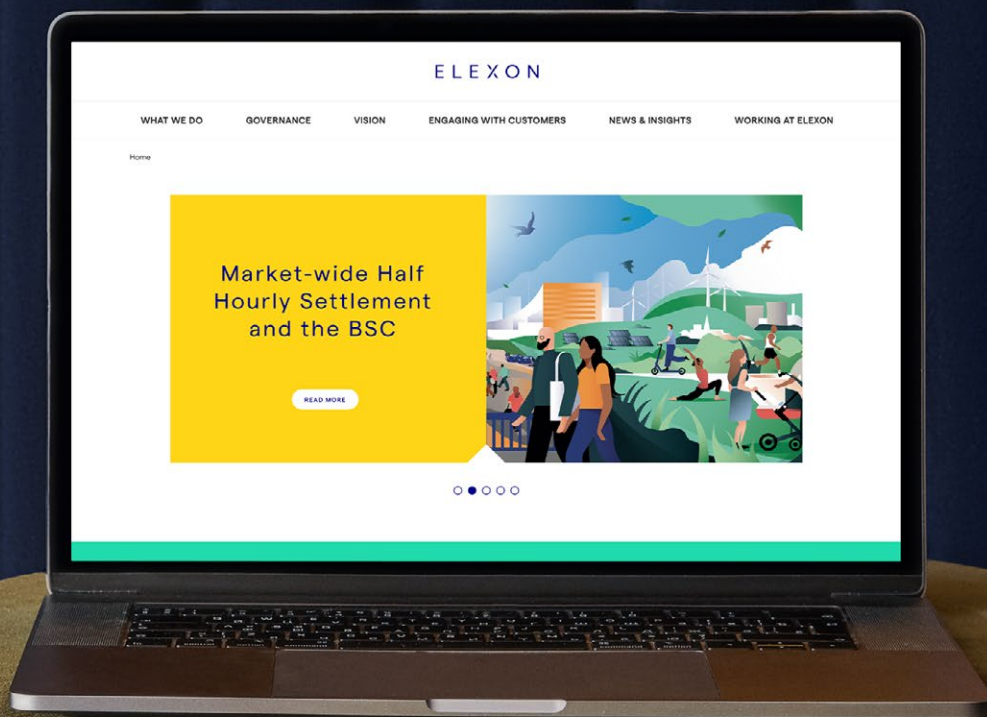 ELEXON
WHAT WE DO GOVERNANCE VISION ENGAGING WITH CUSTOMERS NEWS & INSIGHTS WORKING AT ELEXON
Home
Market-wide Half
Hourly Settlement
and the BSC
READ MORE